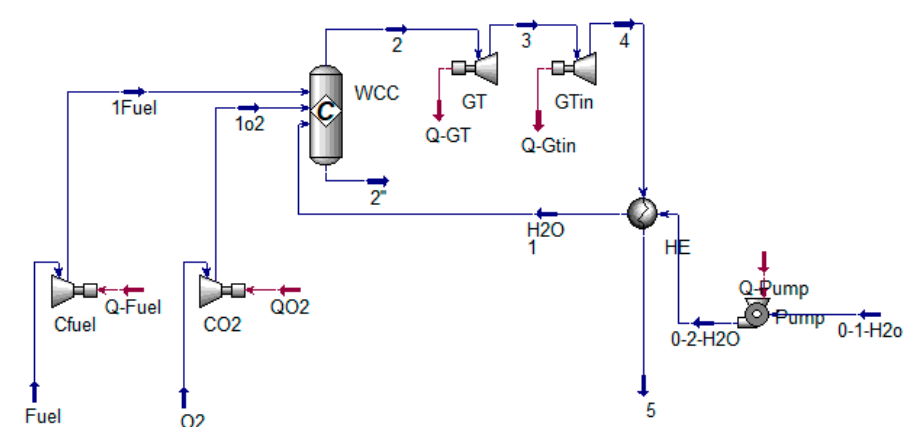 2
3
4
WCC
GT
GTin
1Fuel
1o2
C
Q-GT
Q-Gtin
2"
H2O
1
HE
Q-Fuel
QO2
Q-Pump
Pump
Cfuel
CO2
0-2-H2O
0-1-H2o
Fuel
O2
5